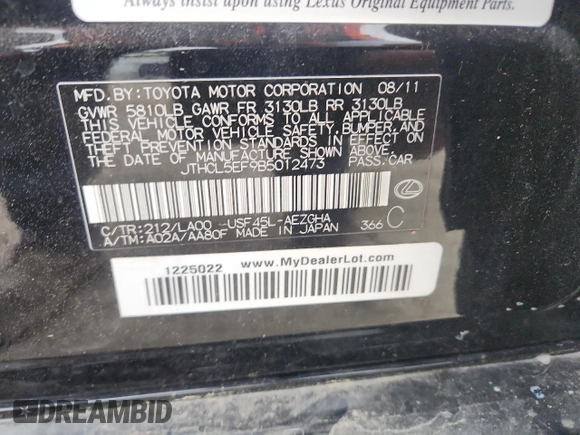 Always insist upon using Lexus Original Equipment Parts.
MFD. BY: TOYOTA MOTOR CORPORATION 08/11
GVWR 5810LB GAWR FR 3130LB RR 3130LB
THIS VEHICLE CONFORMS TO ALL APPLICABLE
FEDERAL MOTOR VEHICLE SAFETY, BUMPER, AND
THEFT PREVENTION STANDARDS IN EFFECT ON
THE DATE OF MANUFACTURE SHOWN ABOVE.
JTHCL5EF9B5012473 PASS. CAR
C/TR: 212/LA00 -USF45L-AEZGHA
A/TM: A02A/AA80F MADE IN JAPAN 366 C
1225022 www.MyDealerLot.com
DREAMBID